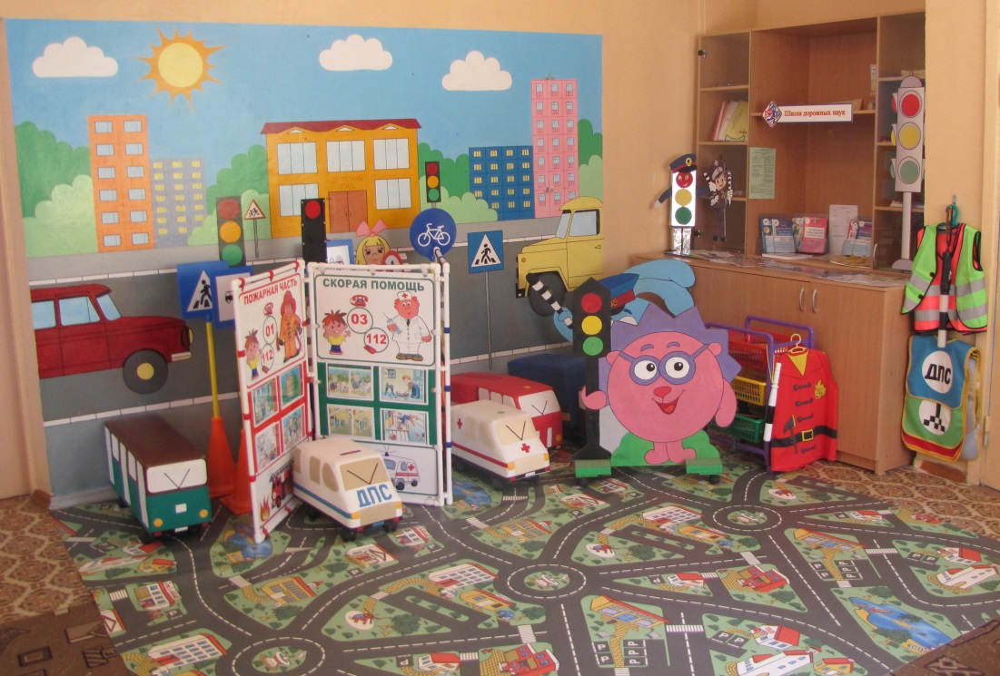 Школа дорожных наук
ПОЖАРНАЯ ЧАСТЬ
01
112
СКОРАЯ ПОМОЩЬ
03
112
ДПС
ДПС
P
P P P
P P P